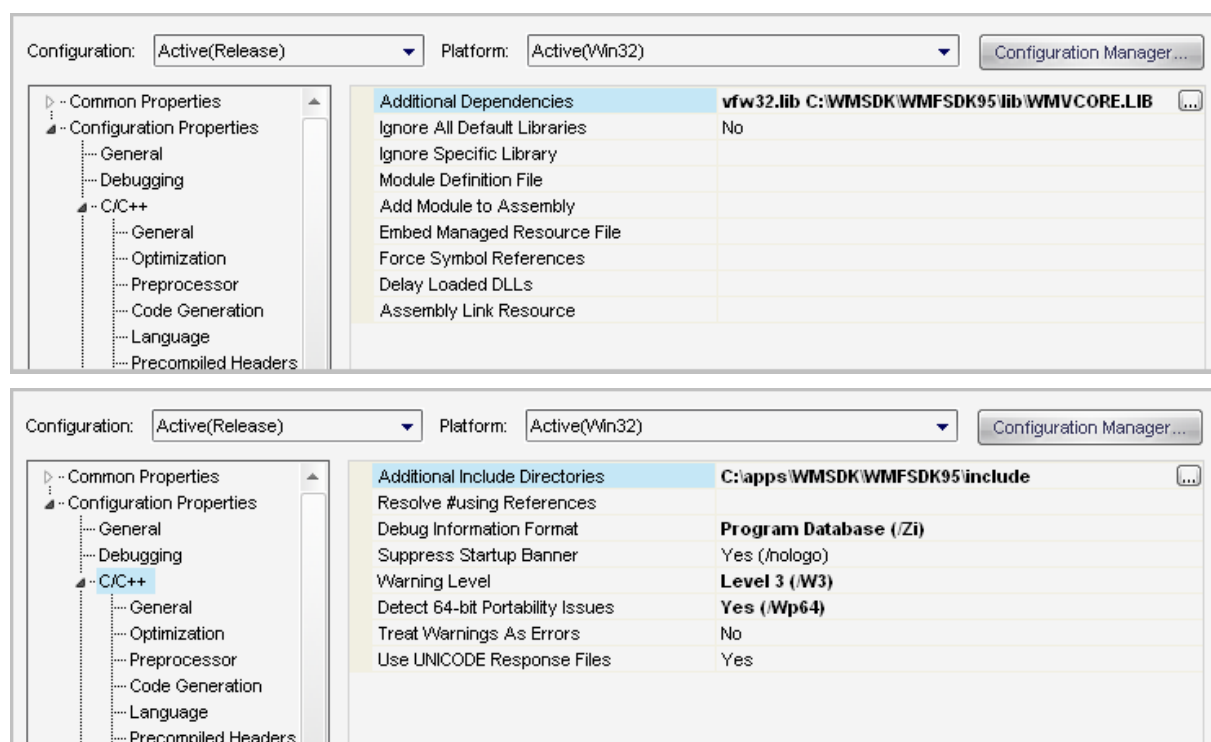 Configuration: Active(Release) Platform: Active(Win32) Configuration Manager...
Common Properties
Configuration Properties
General
Debugging
C/C++
General
Optimization
Preprocessor
Code Generation
Language
Precompiled Headers
Additional Dependencies vfw32.lib C:\WMSDK\WMFSDK95\lib\WMVCORE.LIB ...
Ignore All Default Libraries No
Ignore Specific Library
Module Definition File
Add Module to Assembly
Embed Managed Resource File
Force Symbol References
Delay Loaded DLLs
Assembly Link Resource
Configuration: Active(Release) Platform: Active(Win32) Configuration Manager...
Common Properties
Configuration Properties
General
Debugging
C/C++
General
Optimization
Preprocessor
Code Generation
Language
Precompiled Headers
Additional Include Directories C:\apps\WMSDK\WMFSDK95\include ...
Resolve #using References
Debug Information Format Program Database (/Zi)
Suppress Startup Banner Yes (/nologo)
Warning Level Level 3 (/W3)
Detect 64-bit Portability Issues Yes (/Wp64)
Treat Warnings As Errors No
Use UNICODE Response Files Yes